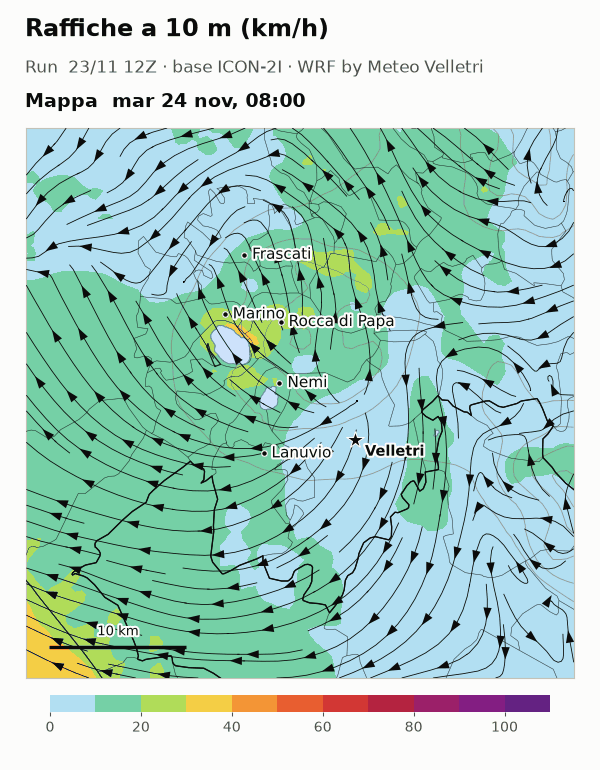 Raffiche a 10 m (km/h)
Run  23/11 12Z · base ICON-2I · WRF by Meteo Velletri
Mappa  mar 24 nov, 08:00
Frascati
Marino
Rocca di Papa
Nemi
Velletri
Lanuvio
10 km
0 20 40 60 80 100